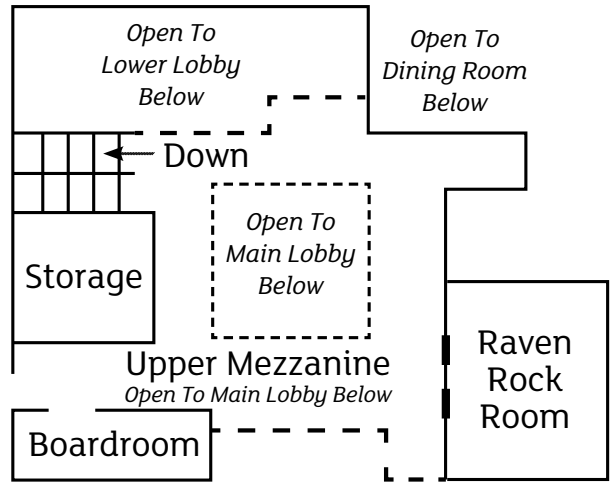 Open To
Lower Lobby
Below
Open To
Dining Room
Below
Down
Open To
Main Lobby
Below
Storage
Upper Mezzanine
Open To Main Lobby Below
Raven
Rock
Room
Boardroom